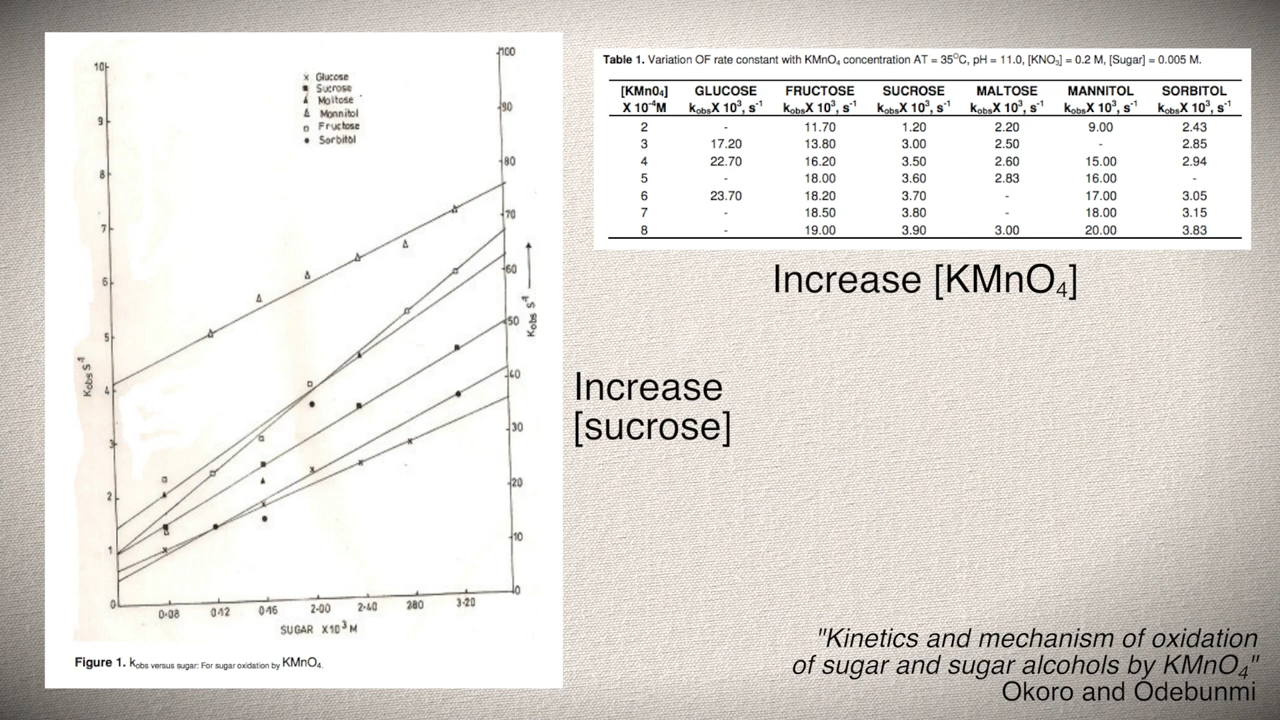 10
9
8
7
6
5
4
3
2
1
0
Kobs S-1
× Glucose
■ Sucrose
▲ Maltose
△ Mannitol
□ Fructose
● Sorbitol
100
90
80
70
60
50
40
30
20
10
0
Kobs S-1
0·08 0·12 0·16 2·00 2·40 280 3·20
SUGAR X10³ M
Figure 1. kobs versus sugar: For sugar oxidation by KMnO₄.
Table 1. Variation OF rate constant with KMnO₄ concentration AT = 35⁰C, pH = 11.0, [KNO₃] = 0.2 M, [Sugar] = 0.005 M.
[KMn04] GLUCOSE FRUCTOSE SUCROSE MALTOSE MANNITOL SORBITOL
X 10⁻⁴M kobsX 10³, s⁻¹ kobsX 10³, s⁻¹ kobsX 10³, s⁻¹ kobsX 10³, s⁻¹ kobsX 10³, s⁻¹ kobsX 10³, s⁻¹
2 - 11.70 1.20 2.20 9.00 2.43
3 17.20 13.80 3.00 2.50 - 2.85
4 22.70 16.20 3.50 2.60 15.00 2.94
5 - 18.00 3.60 2.83 16.00 -
6 23.70 18.20 3.70 17.00 3.05
7 - 18.50 3.80 18.00 3.15
8 - 19.00 3.90 3.00 20.00 3.83
Increase [KMnO₄]
Increase
[sucrose]
"Kinetics and mechanism of oxidation
of sugar and sugar alcohols by KMnO₄"
Okoro and Odebunmi